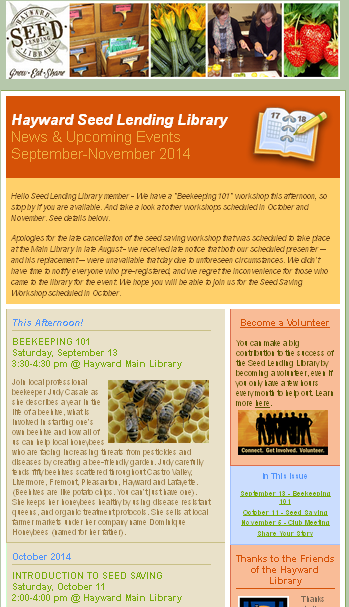 HAYWARD
SEED
LENDING
LIBRARY
Grow • Eat • Share
Hayward Seed Lending Library
News & Upcoming Events
September-November 2014
17
18
Hello Seed Lending Library member - We have a "Beekeeping 101" workshop this afternoon, so
stop by if you are available. And take a look at other workshops scheduled in October and
November. See details below.
Apologies for the late cancellation of the seed saving workshop that was scheduled to take place
at the Main Library in late August– we received late notice that both our scheduled presenter —
and his replacement — were unavailable that day due to unforeseen circumstances. We didn't
have time to notify everyone who pre-registered, and we regret the inconvenience for those who
came to the library for the event. We hope you will be able to join us for the Seed Saving
Workshop scheduled in October.
This Afternoon!
BEEKEEPING 101
Saturday, September 13
3:30-4:30 pm @ Hayward Main Library
Join local professional
beekeeper Judy Casale as
she describes a year in the
life of a beehive, what is
involved in starting one's
own beehive and how all of
us can help local honeybees
who are facing increasing threats from pesticides and
diseases by creating a bee-friendly garden. Judy carefully
tends fifty beehives scattered throughout Castro Valley,
Livermore, Fremont, Pleasanton, Hayward and Lafayette.
(Beehives are like potato chips. You can't just have one).
She keeps her honeybees healthy by using disease resistant
queens, and organic treatment protocols. She sells at local
farmer markets under her company name Dominique
Honeybees (named for her father).
October 2014
INTRODUCTION TO SEED SAVING
Saturday, October 11
2:00-4:00 pm @ Hayward Main Library
Become a Volunteer
You can make a big
contribution to the success of
the Seed Lending Library by
becoming a volunteer, even if
you only have a few hours
every month to help out. Learn
more here.
Connect. Get Involved. Volunteer.
In This Issue
September 13 - Beekeeping
101
October 11 - Seed Saving
November 6 - Club Meeting
Share Your Story
Thanks to the Friends
of the Hayward
Library
Thanks